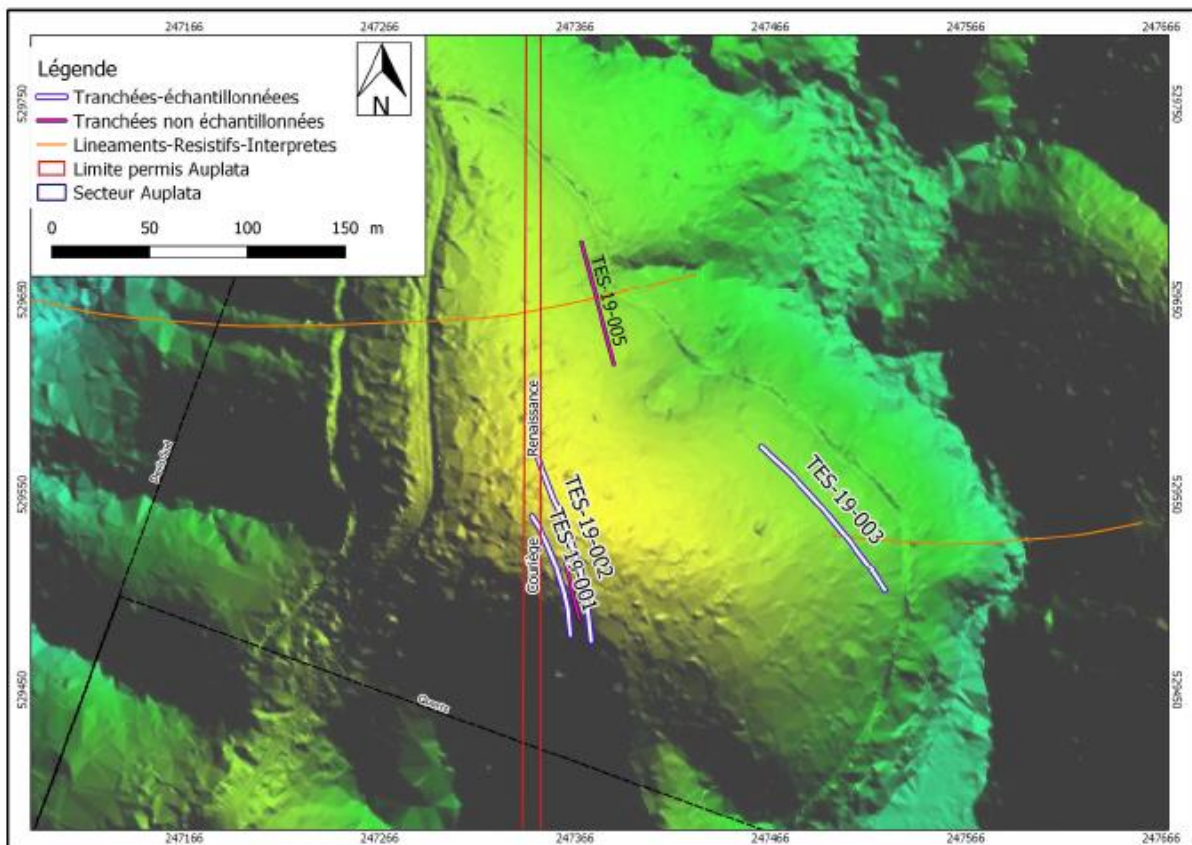 247166 247266 247366 247466 247566 247666
Légende
Tranchées-échantillonnéees
Tranchées non échantillonnées
Lineaments-Resistifs-Interpretes
Limite permis Auplata
Secteur Auplata
0 50 100 150 m
N
529750
529750
529650
529650
TES-19-005
Renaissance
529550
529550
TES-19-002
TES-19-001
TES-19-003
Couriège
529450
529450
247166 247266 247366 247466 247566 247666